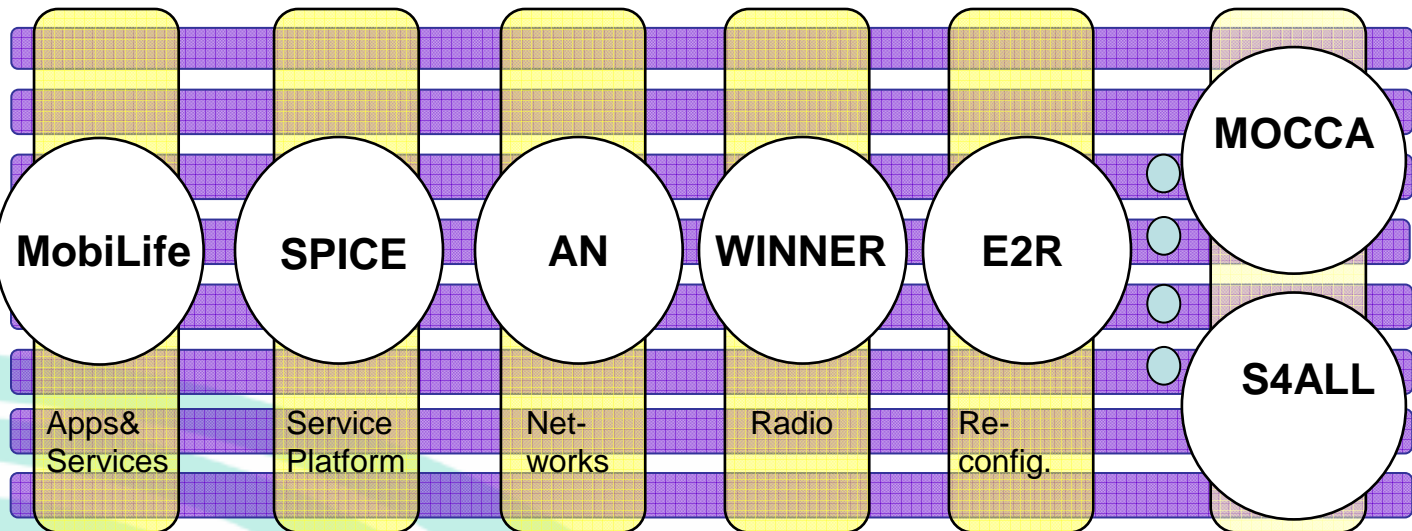 MobiLife
SPICE
AN
WINNER
E2R
MOCCA
S4ALL
Apps&
Services
Service
Platform
Net-
works
Radio
Re-
config.